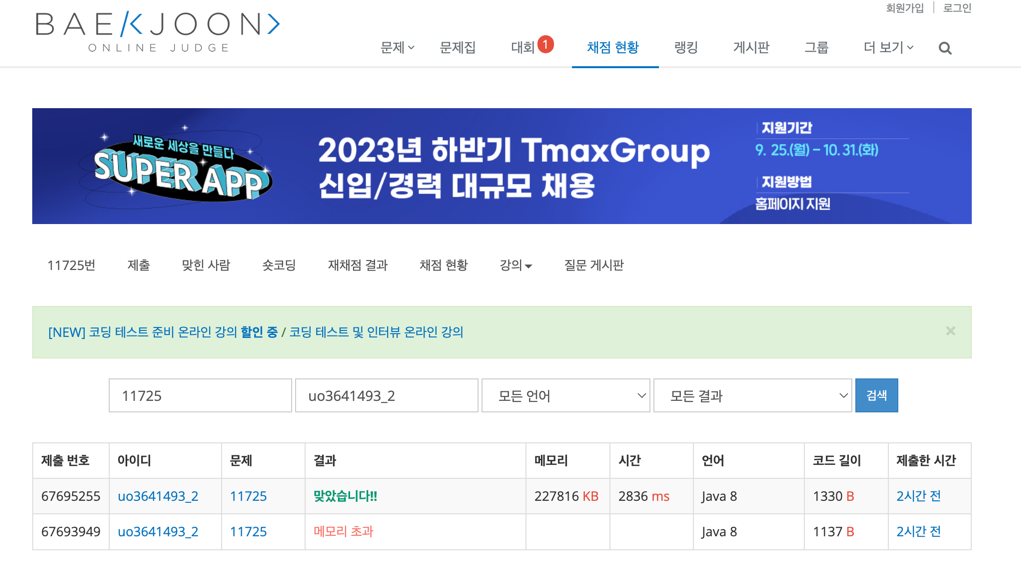 회원가입 | 로그인
BAEKJOON>
ONLINE JUDGE
문제 문제집 대회 1 채점 현황 랭킹 게시판 그룹 더 보기
새로운 세상을 만들다
SUPER APP
2023년 하반기 TmaxGroup
신입/경력 대규모 채용
지원기간
9. 25.(월) – 10. 31.(화)
지원방법
홈페이지 지원
11725번 제출 맞힌 사람 숏코딩 재채점 결과 채점 현황 강의 질문 게시판
[NEW] 코딩 테스트 준비 온라인 강의 할인 중 / 코딩 테스트 및 인터뷰 온라인 강의 ×
11725 uo3641493_2 모든 언어 모든 결과 검색
제출 번호 아이디 문제 결과 메모리 시간 언어 코드 길이 제출한 시간
67695255 uo3641493_2 11725 맞았습니다!! 227816 KB 2836 ms Java 8 1330 B 2시간 전
67693949 uo3641493_2 11725 메모리 초과 Java 8 1137 B 2시간 전